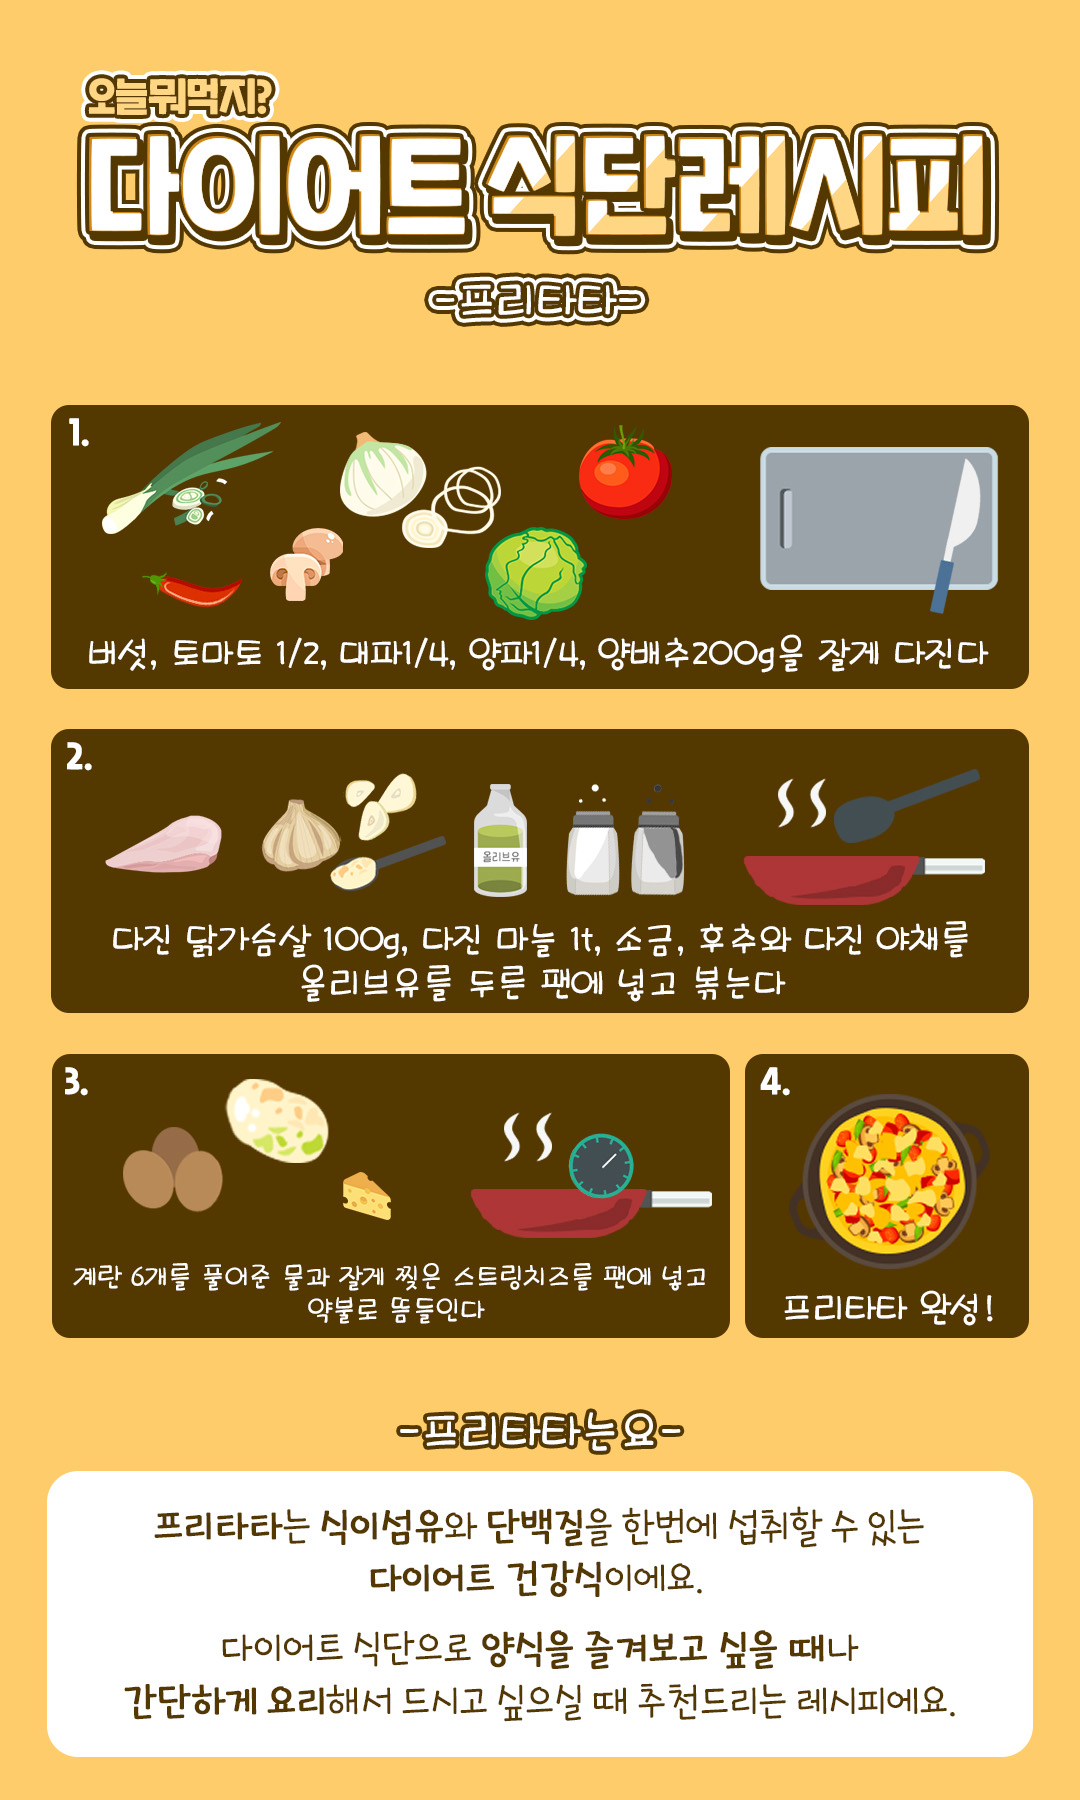 오늘뭐먹지?
다이어트 식단레시피
-프리타타-
1.
버섯, 토마토 1/2, 대파1/4, 양파1/4, 양배추200g을 잘게 다진다
2.
올리브유
다진 닭가슴살 100g, 다진 마늘 1t, 소금, 후추와 다진 야채를
올리브유를 두른 팬에 넣고 볶는다
3.
계란 6개를 풀어준 물과 잘게 찢은 스트링치즈를 팬에 넣고
약불로 뜸들인다
4.
프리타타 완성!
-프리타타는요-
프리타타는 식이섬유와 단백질을 한번에 섭취할 수 있는
다이어트 건강식이에요.
다이어트 식단으로 양식을 즐겨보고 싶을 때나
간단하게 요리해서 드시고 싶으실 때 추천드리는 레시피에요.